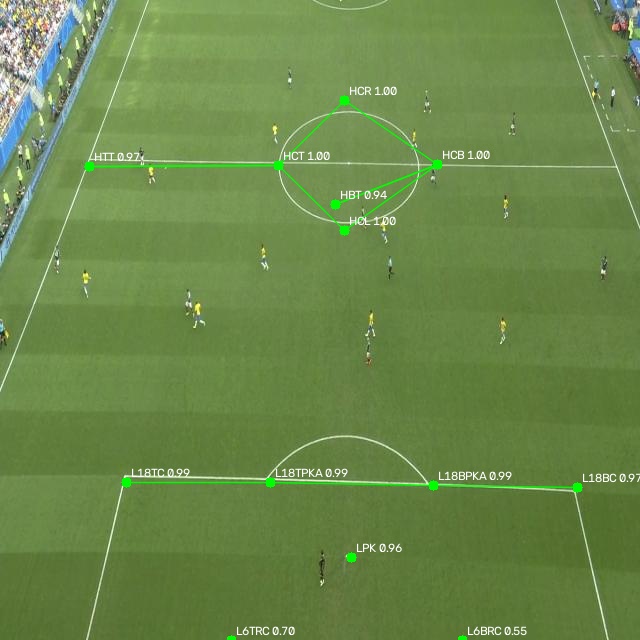 HCR 1.00
HTT 0.97
HCT 1.00
HCB 1.00
HBT 0.94
HCL 1.00
L18TC 0.99
L18TPKA 0.99
L18BPKA 0.99
L18BC 0.97
LPK 0.96
L6TRC 0.70
L6BRC 0.55